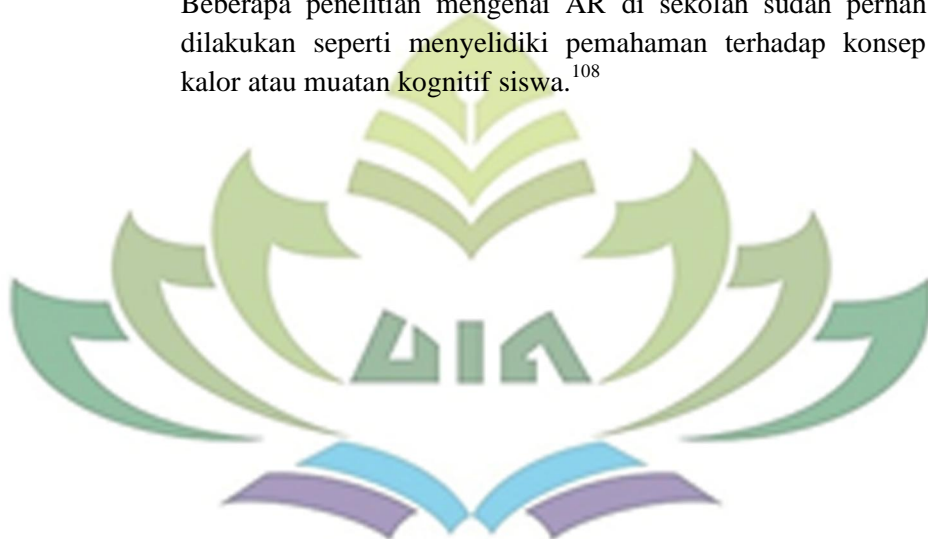 Beberapa penelitian mengenai AR di sekolah sudah pernah
dilakukan seperti menyelidiki pemahaman terhadap konsep
kalor atau muatan kognitif siswa.¹⁰⁸
UIN